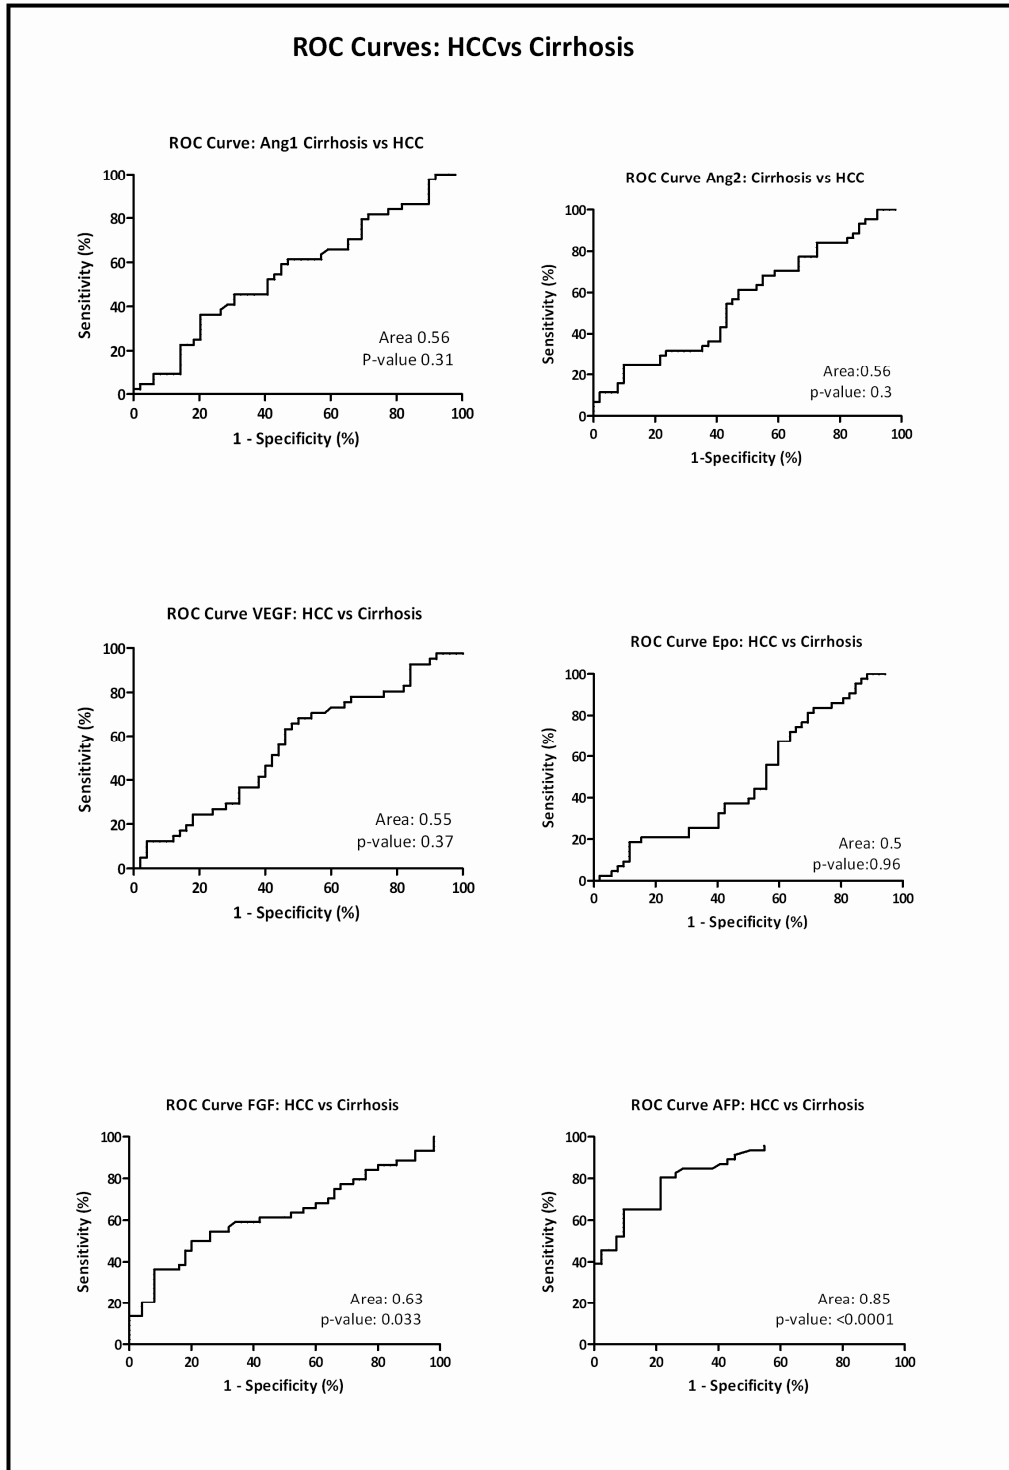 ROC Curves: HCCvs Cirrhosis
ROC Curve: Ang1 Cirrhosis vs HCC
100
80
60
40
20
0
Sensitivity (%)
Area 0.56
P-value 0.31
0 20 40 60 80 100
1 - Specificity (%)
ROC Curve Ang2: Cirrhosis vs HCC
100
80
60
40
20
0
Sensitivity (%)
Area:0.56
p-value: 0.3
0 20 40 60 80 100
1-Specificity (%)
ROC Curve VEGF: HCC vs Cirrhosis
100
80
60
40
20
0
Sensitivity (%)
Area: 0.55
p-value: 0.37
0 20 40 60 80 100
1 - Specificity (%)
ROC Curve Epo: HCC vs Cirrhosis
100
80
60
40
20
0
Sensitivity (%)
Area: 0.5
p-value:0.96
0 20 40 60 80 100
1 - Specificity (%)
ROC Curve FGF: HCC vs Cirrhosis
100
80
60
40
20
0
Sensitivity (%)
Area: 0.63
p-value: 0.033
0 20 40 60 80 100
1 - Specificity (%)
ROC Curve AFP: HCC vs Cirrhosis
100
80
60
40
20
0
Sensitivity (%)
Area: 0.85
p-value: <0.0001
0 20 40 60 80 100
1 - Specificity (%)